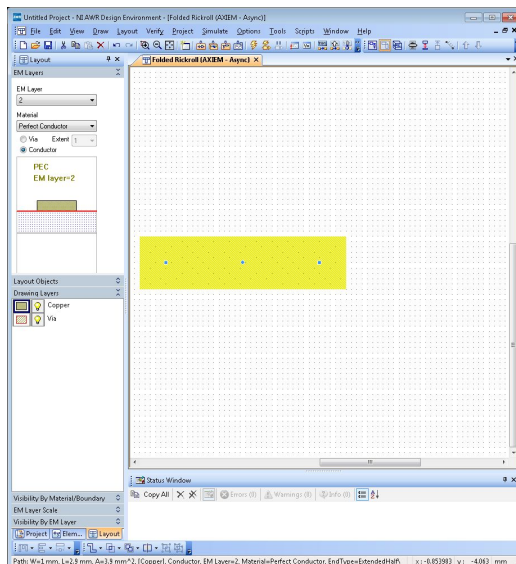 Untitled Project - NI AWR Design Environment - [Folded Rickroll (AXIEM - Async)]
File Edit View Draw Layout Verify Project Simulate Options Tools Scripts Window Help
Layout
Folded Rickroll (AXIEM - Async)
EM Layers
EM Layer
2
Material
Perfect Conductor
Via Extent 1
Conductor
PEC
EM layer=2
Layout Objects
Drawing Layers
Copper
Via
Status Window
Copy All Errors (0) Warnings (0) Info (0)
Visibility By Material/Boundary
EM Layer Scale
Visibility By EM Layer
Project Elem... Layout
Path: W=1 mm, L=2.9 mm, A=3.9 mm^2, [Copper], Conductor, EM Layer=2, Material=Perfect Conductor, EndType=ExtendedHalf\ x: -0.853983 y: -4.063 mm